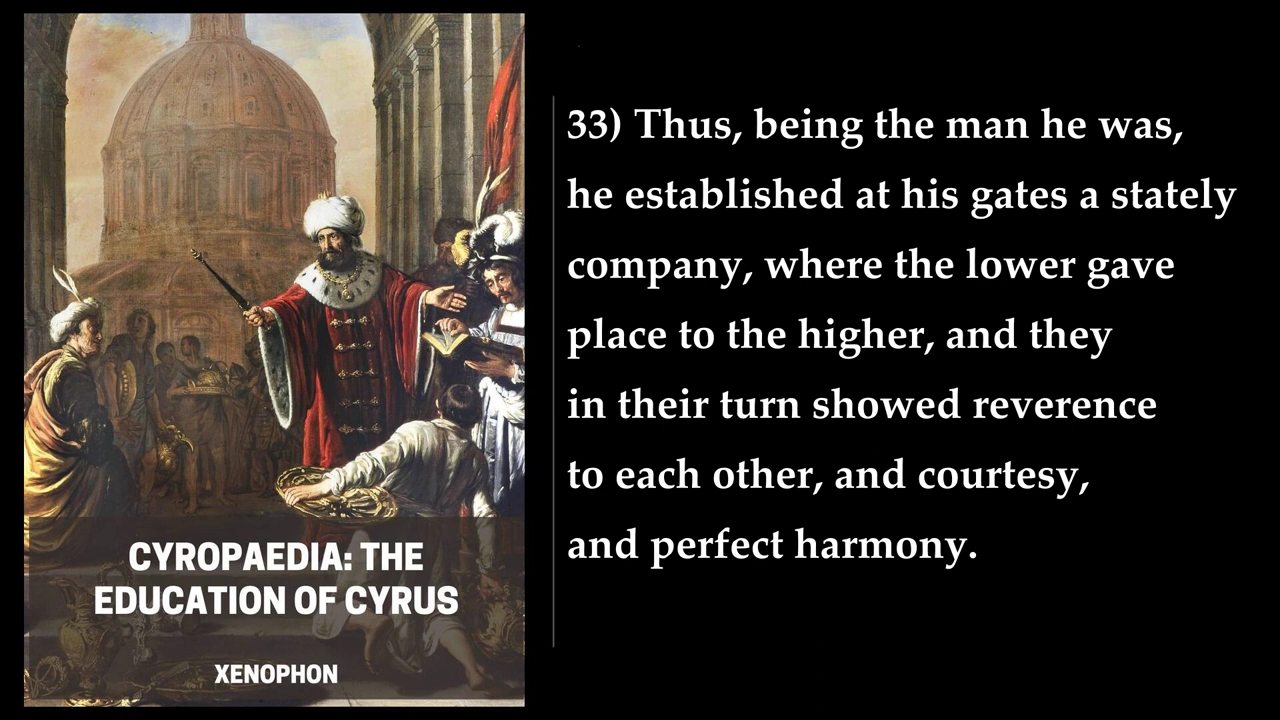 CYROPAEDIA: THE
EDUCATION OF CYRUS
XENOPHON
33) Thus, being the man he was,
he established at his gates a stately
company, where the lower gave
place to the higher, and they
in their turn showed reverence
to each other, and courtesy,
and perfect harmony.